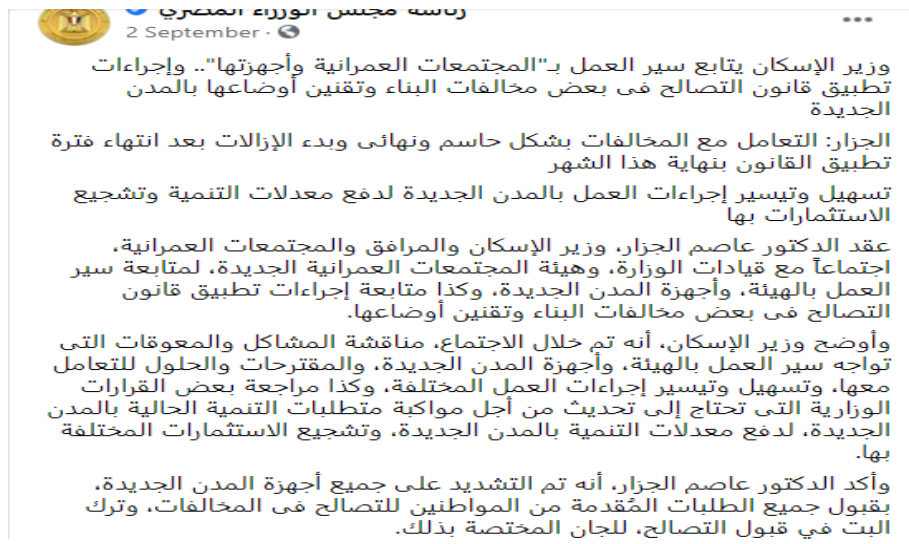 رئاسة مجلس الوزراء المصري
2 September
وزير الإسكان يتابع سير العمل بـ"المجتمعات العمرانية وأجهزتها".. وإجراءات
تطبيق قانون التصالح فى بعض مخالفات البناء وتقنين أوضاعها بالمدن
الجديدة
الجزار: التعامل مع المخالفات بشكل حاسم ونهائى وبدء الإزالات بعد انتهاء فترة
تطبيق القانون بنهاية هذا الشهر
تسهيل وتيسير إجراءات العمل بالمدن الجديدة لدفع معدلات التنمية وتشجيع
الاستثمارات بها
عقد الدكتور عاصم الجزار، وزير الإسكان والمرافق والمجتمعات العمرانية،
اجتماعاً مع قيادات الوزارة، وهيئة المجتمعات العمرانية الجديدة، لمتابعة سير
العمل بالهيئة، وأجهزة المدن الجديدة، وكذا متابعة إجراءات تطبيق قانون
التصالح فى بعض مخالفات البناء وتقنين أوضاعها.
وأوضح وزير الإسكان، أنه تم خلال الاجتماع، مناقشة المشاكل والمعوقات التى
تواجه سير العمل بالهيئة، وأجهزة المدن الجديدة، والمقترحات والحلول للتعامل
معها، وتسهيل وتيسير إجراءات العمل المختلفة، وكذا مراجعة بعض القرارات
الوزارية التى تحتاج إلى تحديث من أجل مواكبة متطلبات التنمية الحالية بالمدن
الجديدة، لدفع معدلات التنمية بالمدن الجديدة، وتشجيع الاستثمارات المختلفة
بها.
وأكد الدكتور عاصم الجزار، أنه تم التشديد على جميع أجهزة المدن الجديدة،
بقبول جميع الطلبات المُقدمة من المواطنين للتصالح فى المخالفات، وترك
البت في قبول التصالح، للجان المختصة بذلك.